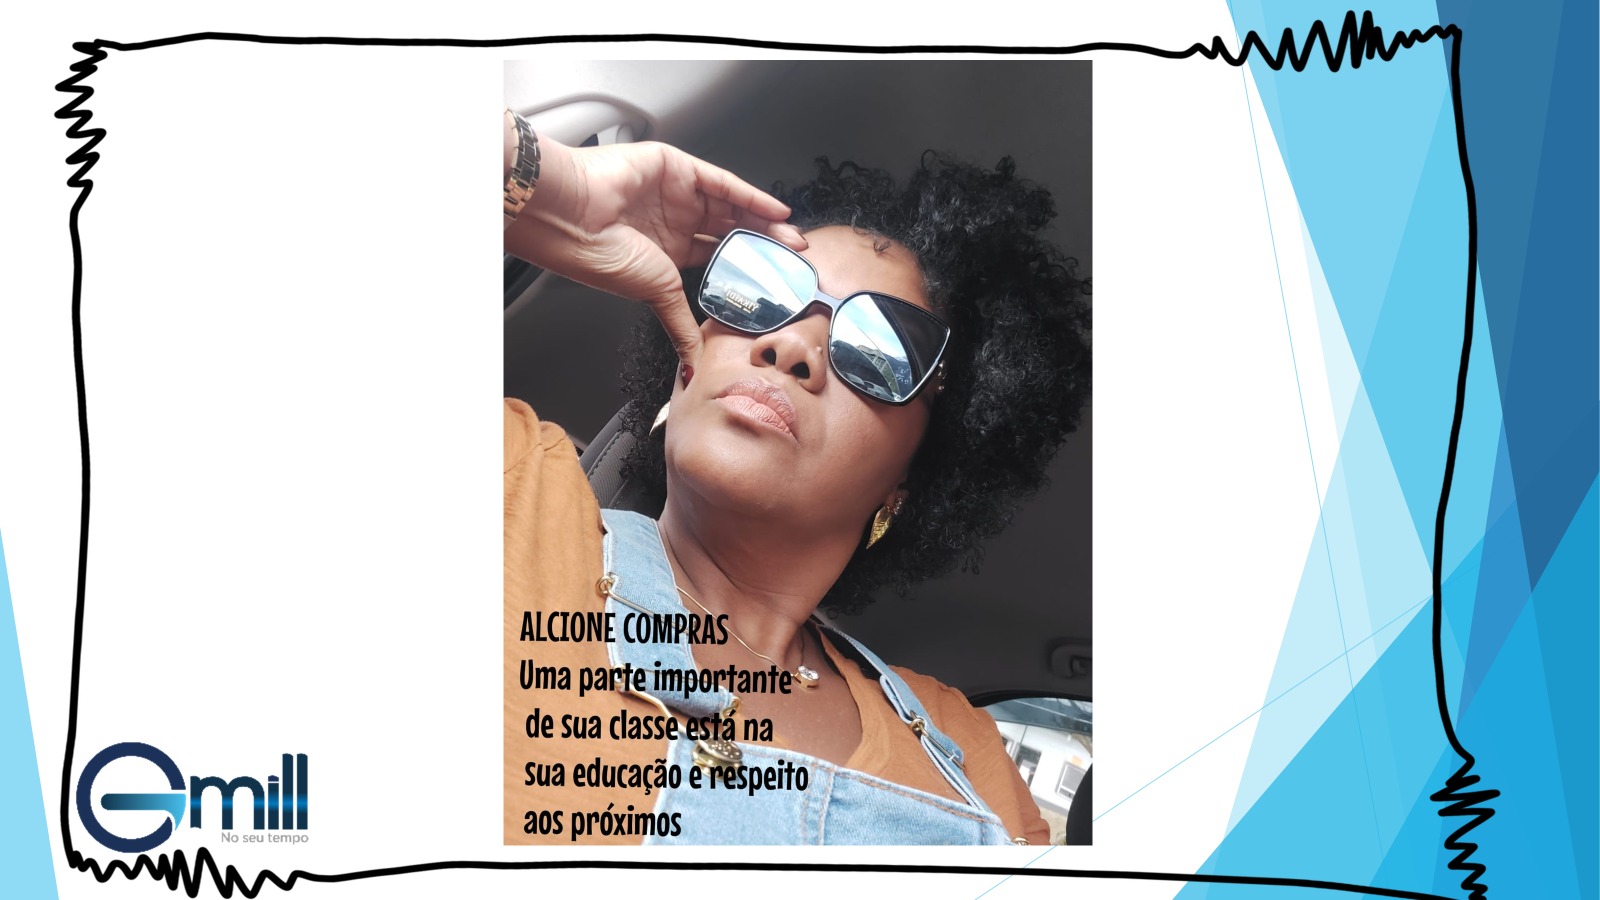 ALCIONE COMPRAS
Uma parte importante
de sua classe está na
sua educação e respeito
aos próximos
Gmill
No seu tempo